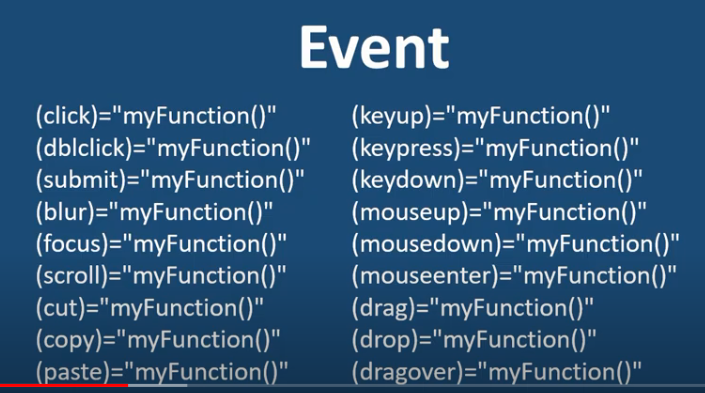 Event
(click)="myFunction()"
(dblclick)="myFunction()"
(submit)="myFunction()"
(blur)="myFunction()"
(focus)="myFunction()"
(scroll)="myFunction()"
(cut)="myFunction()"
(copy)="myFunction()"
(paste)="myFunction()"
(keyup)="myFunction()"
(keypress)="myFunction()"
(keydown)="myFunction()"
(mouseup)="myFunction()"
(mousedown)="myFunction()"
(mouseenter)="myFunction()"
(drag)="myFunction()"
(drop)="myFunction()"
(dragover)="myFunction()"